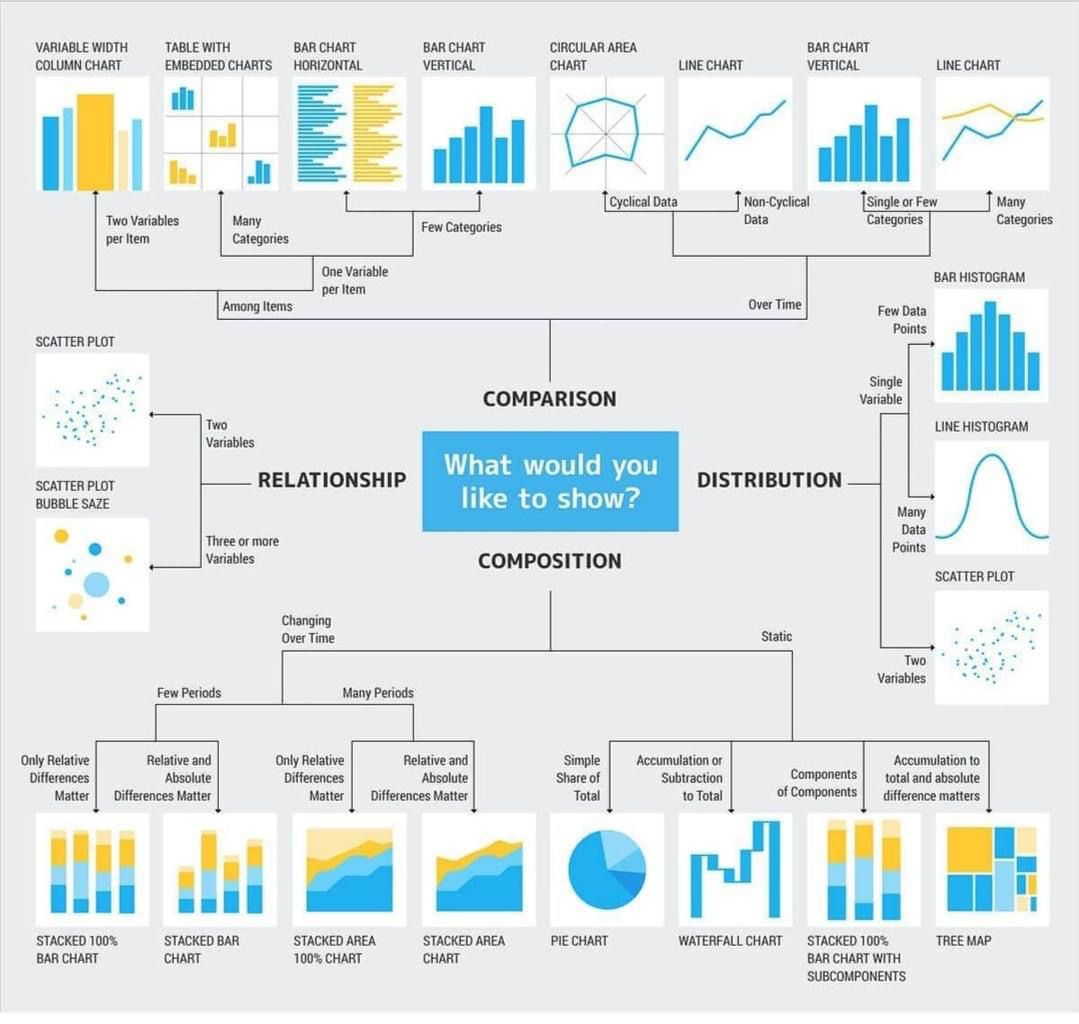 VARIABLE WIDTH
COLUMN CHART
TABLE WITH
EMBEDDED CHARTS
BAR CHART
HORIZONTAL
BAR CHART
VERTICAL
CIRCULAR AREA
CHART
LINE CHART
BAR CHART
VERTICAL
LINE CHART
Two Variables
per Item
Many
Categories
Few Categories
Cyclical Data
Non-Cyclical
Data
Single or Few
Categories
Many
Categories
One Variable
per Item
Among Items
Over Time
COMPARISON
What would you
like to show?
RELATIONSHIP
SCATTER PLOT
Two
Variables
SCATTER PLOT
BUBBLE SAZE
Three or more
Variables
DISTRIBUTION
Single
Variable
Few Data
Points
BAR HISTOGRAM
LINE HISTOGRAM
Many
Data
Points
SCATTER PLOT
Two
Variables
COMPOSITION
Changing
Over Time
Static
Few Periods
Many Periods
Only Relative
Differences
Matter
Relative and
Absolute
Differences Matter
Only Relative
Differences
Matter
Relative and
Absolute
Differences Matter
Simple
Share of
Total
Accumulation or
Subtraction
to Total
Components
of Components
Accumulation to
total and absolute
difference matters
STACKED 100%
BAR CHART
STACKED BAR
CHART
STACKED AREA
100% CHART
STACKED AREA
CHART
PIE CHART
WATERFALL CHART
STACKED 100%
BAR CHART WITH
SUBCOMPONENTS
TREE MAP